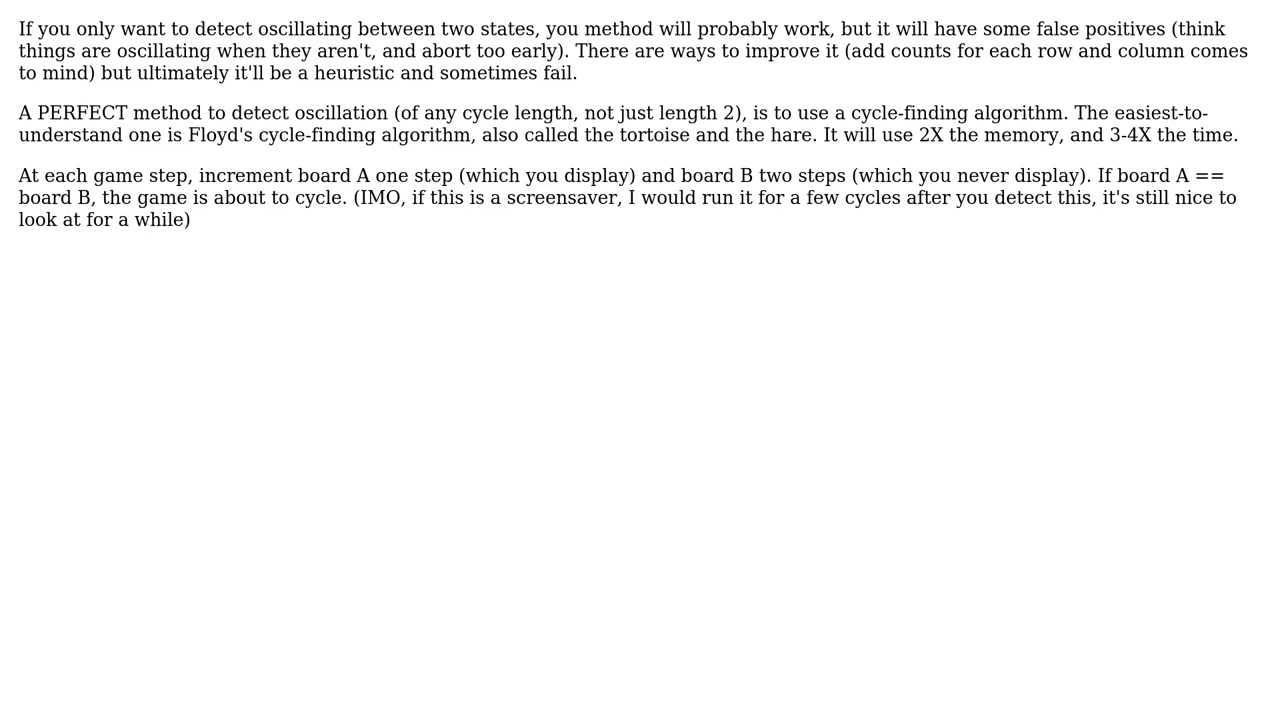 If you only want to detect oscillating between two states, you method will probably work, but it will have some false positives (think
things are oscillating when they aren't, and abort too early). There are ways to improve it (add counts for each row and column comes
to mind) but ultimately it'll be a heuristic and sometimes fail.
A PERFECT method to detect oscillation (of any cycle length, not just length 2), is to use a cycle-finding algorithm. The easiest-to-
understand one is Floyd's cycle-finding algorithm, also called the tortoise and the hare. It will use 2X the memory, and 3-4X the time.
At each game step, increment board A one step (which you display) and board B two steps (which you never display). If board A ==
board B, the game is about to cycle. (IMO, if this is a screensaver, I would run it for a few cycles after you detect this, it's still nice to
look at for a while)